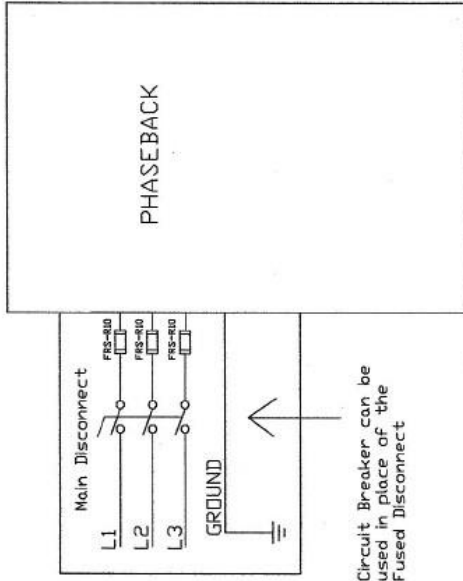 PHASEBACK
Main Disconnect
FRS-R10
FRS-R10
FRS-R10
L1
L2
L3
GROUND
Circuit Breaker can be
used in place of the
Fused Disconnect